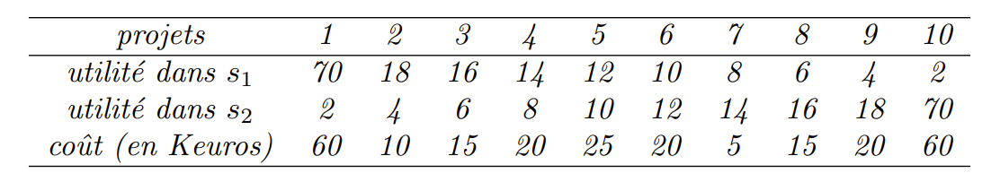 projets 1 2 3 4 5 6 7 8 9 10
utilité dans s₁ 70 18 16 14 12 10 8 6 4 2
utilité dans s₂ 2 4 6 8 10 12 14 16 18 70
coût (en Keuros) 60 10 15 20 25 20 5 15 20 60